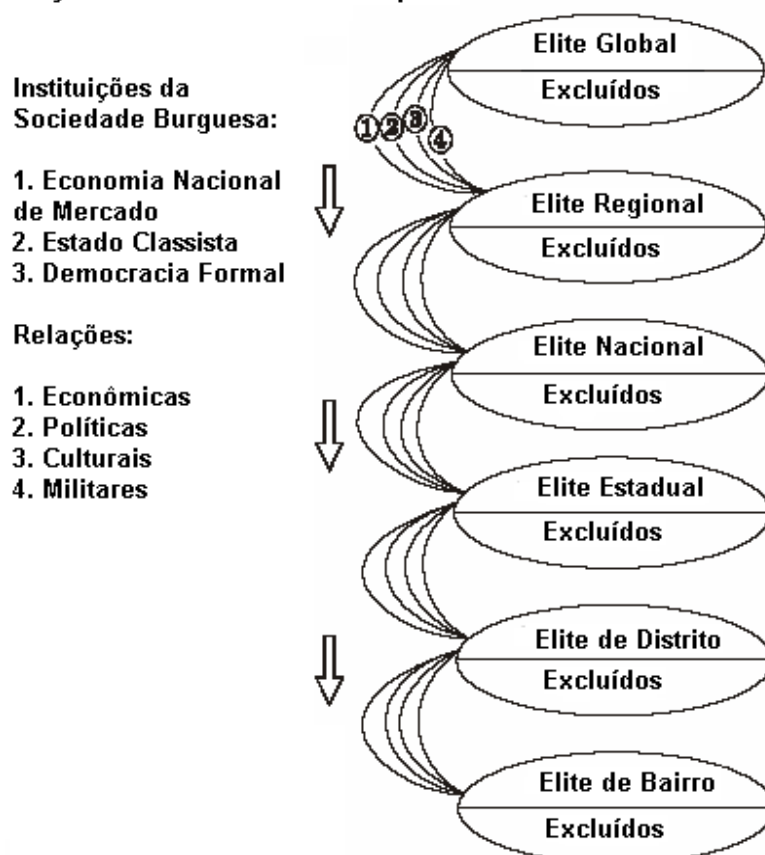 Instituições da
Sociedade Burguesa:
1. Economia Nacional
de Mercado
2. Estado Classista
3. Democracia Formal
Relações:
1. Econômicas
2. Políticas
3. Culturais
4. Militares
1 2 3 4
Elite Global
Excluídos
Elite Regional
Excluídos
Elite Nacional
Excluídos
Elite Estadual
Excluídos
Elite de Distrito
Excluídos
Elite de Bairro
Excluídos